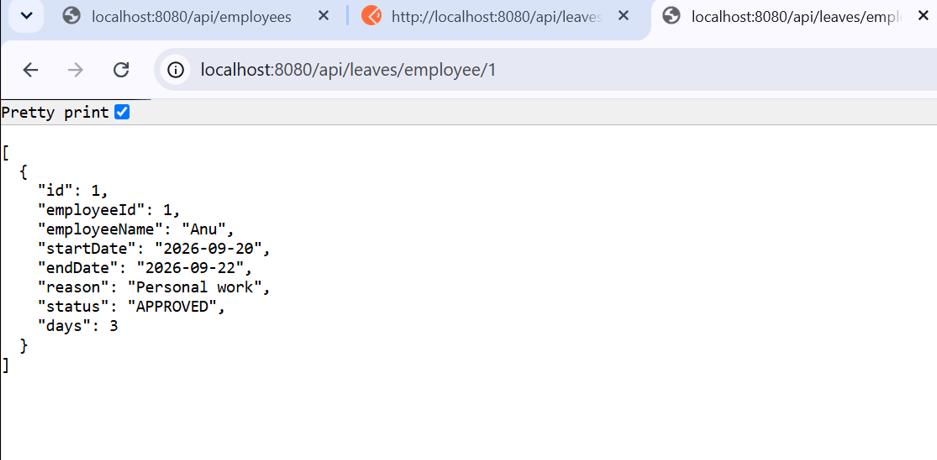 localhost:8080/api/employees
http://localhost:8080/api/leaves
localhost:8080/api/leaves/empl
localhost:8080/api/leaves/employee/1
Pretty print
[
  {
    "id": 1,
    "employeeId": 1,
    "employeeName": "Anu",
    "startDate": "2026-09-20",
    "endDate": "2026-09-22",
    "reason": "Personal work",
    "status": "APPROVED",
    "days": 3
  }
]